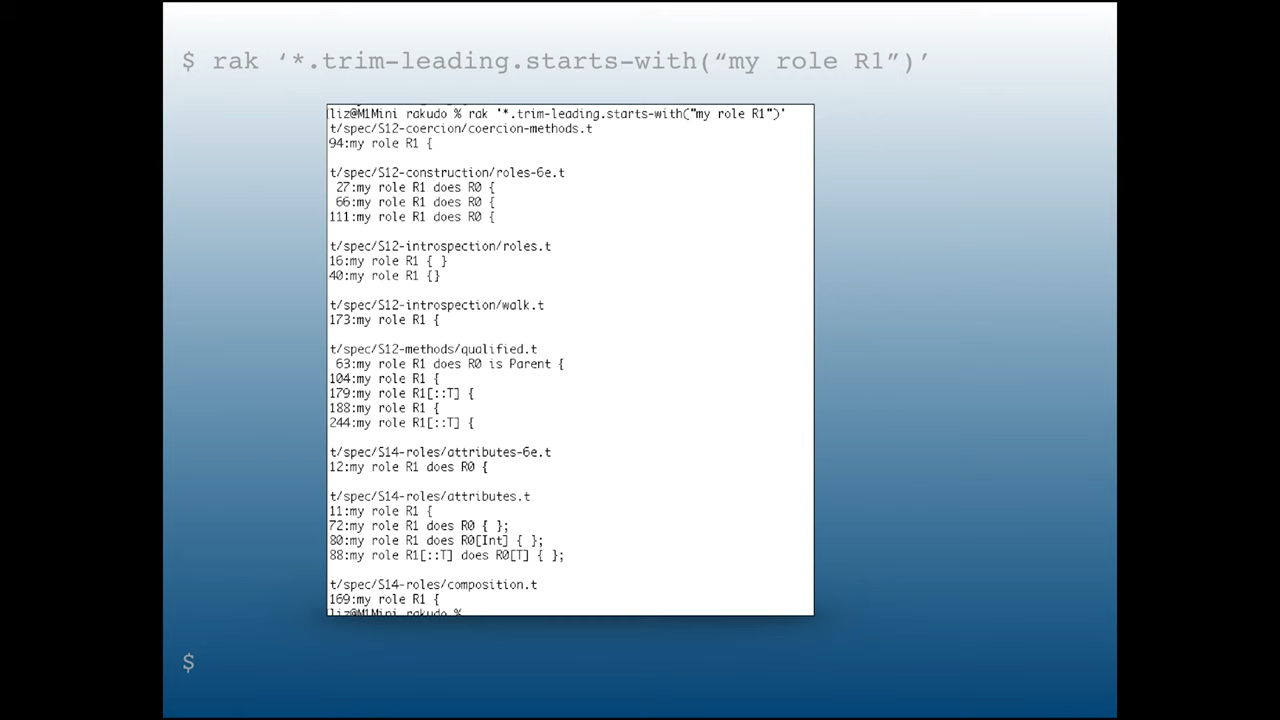 $ rak ‘*.trim-leading.starts-with(“my role R1”)’
liz@M1Mini rakudo % rak '*.trim-leading.starts-with("my role R1")'
t/spec/S12-coercion/coercion-methods.t
94:my role R1 {
t/spec/S12-construction/roles-6e.t
27:my role R1 does R0 {
66:my role R1 does R0 {
111:my role R1 does R0 {
t/spec/S12-introspection/roles.t
16:my role R1 { }
40:my role R1 {}
t/spec/S12-introspection/walk.t
173:my role R1 {
t/spec/S12-methods/qualified.t
63:my role R1 does R0 is Parent {
104:my role R1 {
179:my role R1[::T] {
188:my role R1 {
244:my role R1[::T] {
t/spec/S14-roles/attributes-6e.t
12:my role R1 does R0 {
t/spec/S14-roles/attributes.t
11:my role R1 {
72:my role R1 does R0 { };
80:my role R1 does R0[Int] { };
88:my role R1[::T] does R0[T] { };
t/spec/S14-roles/composition.t
169:my role R1 {
liz@M1Mini rakudo %
$